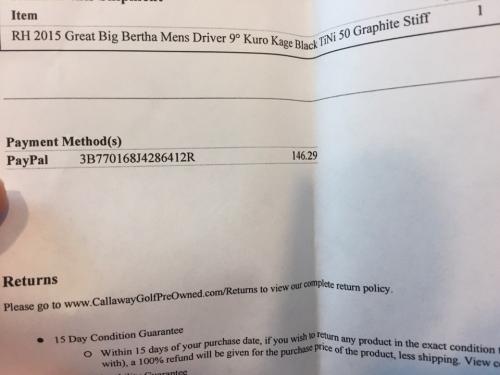 Item
RH 2015 Great Big Bertha Mens Driver 9° Kuro Kage Black TiNi 50 Graphite Stiff 1
Payment Method(s)
PayPal 3B770168J4286412R 146.29
Returns
Please go to www.CallawayGolfPreOwned.com/Returns to view our complete return policy.
• 15 Day Condition Guarantee
o Within 15 days of your purchase date, if you wish to return any product in the exact condition
with), a 100% refund will be given for the purchase price of the product, less shipping. View
Guarantee